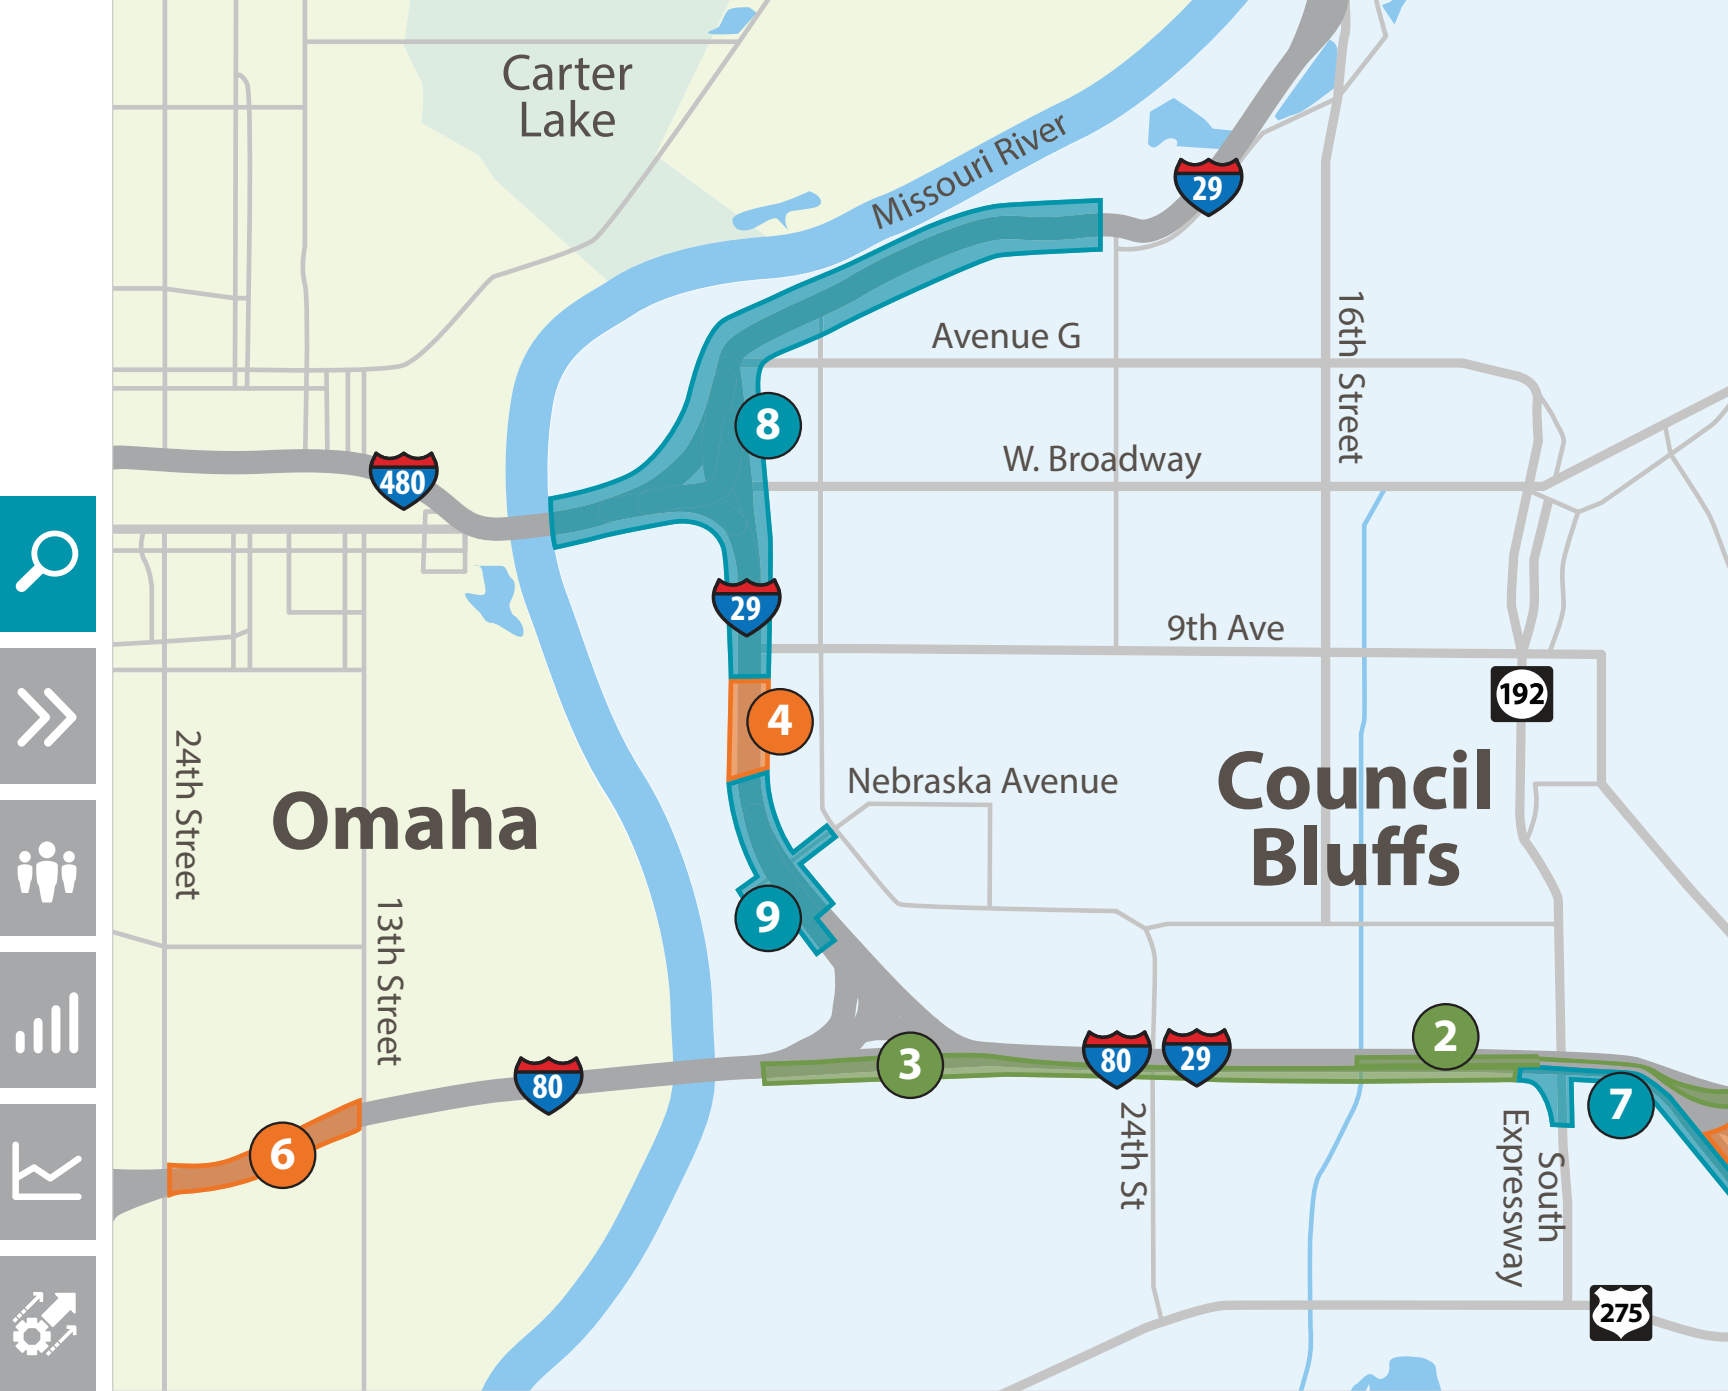 Carter
Lake
Missouri River
29
Avenue G
16th Street
8
W. Broadway
480
29
9th Ave
192
4
24th Street
Omaha
Nebraska Avenue
Council
Bluffs
13th Street
9
2
3
80
29
80
7
6
24th St
South
Expressway
275